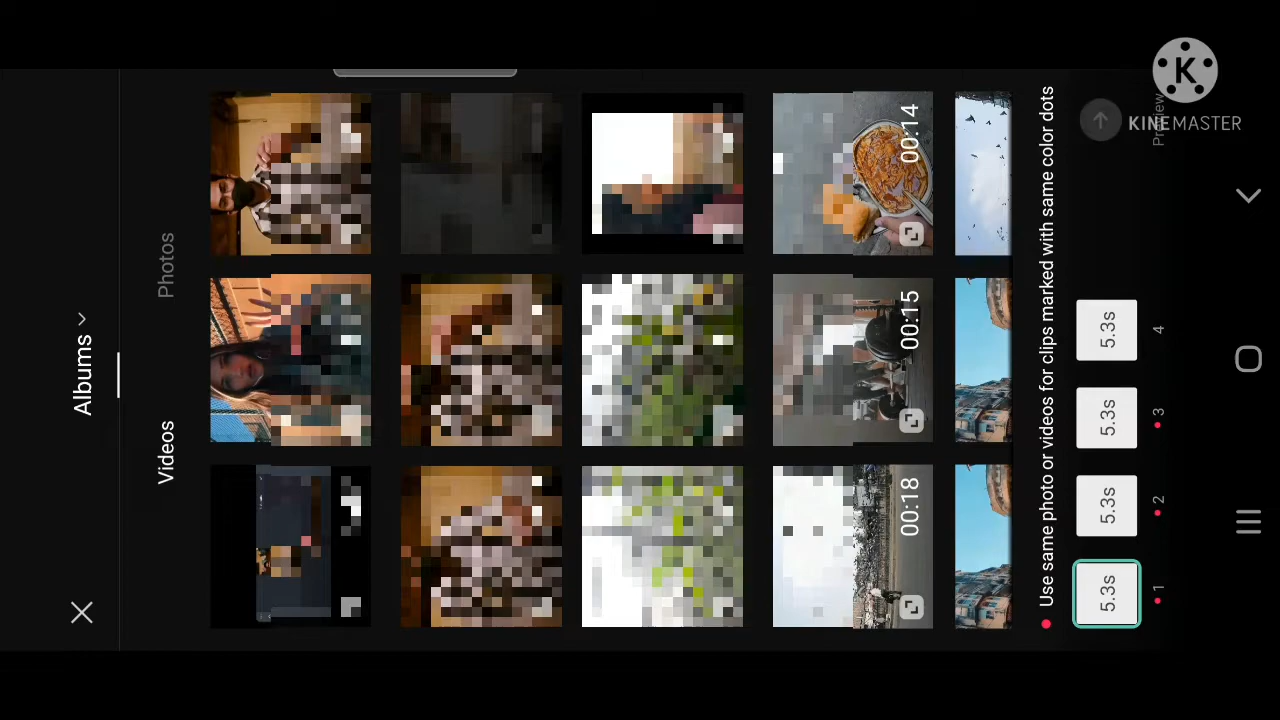 Albums
Videos
Photos
00:18
00:15
00:14
Use same photo or videos for clips marked with same color dots
5.3s
5.3s
5.3s
5.3s
1
2
3
4
Preview
K
KINEMASTER